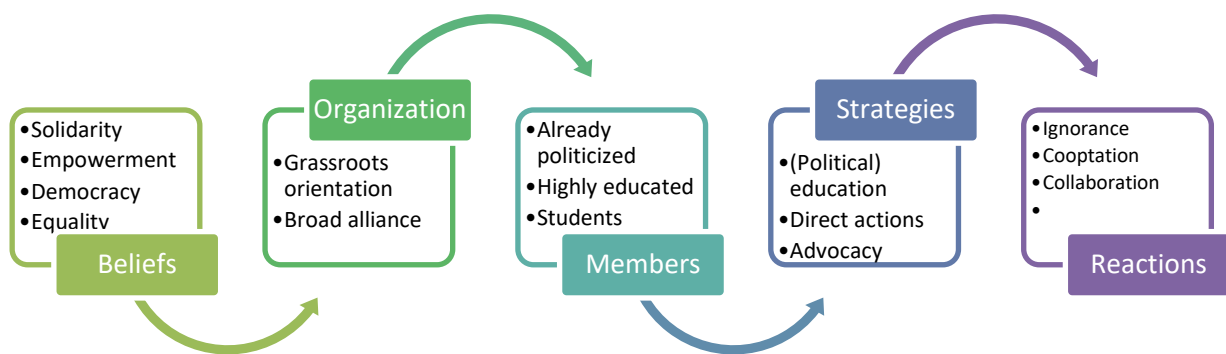 •Solidarity
•Empowerment
•Democracy
•Equality
Beliefs
Organization
•Grassroots
orientation
•Broad alliance
•Already
politicized
•Highly educated
•Students
Members
Strategies
•(Political)
education
•Direct actions
•Advocacy
•Ignorance
•Cooptation
•Collaboration
•
Reactions